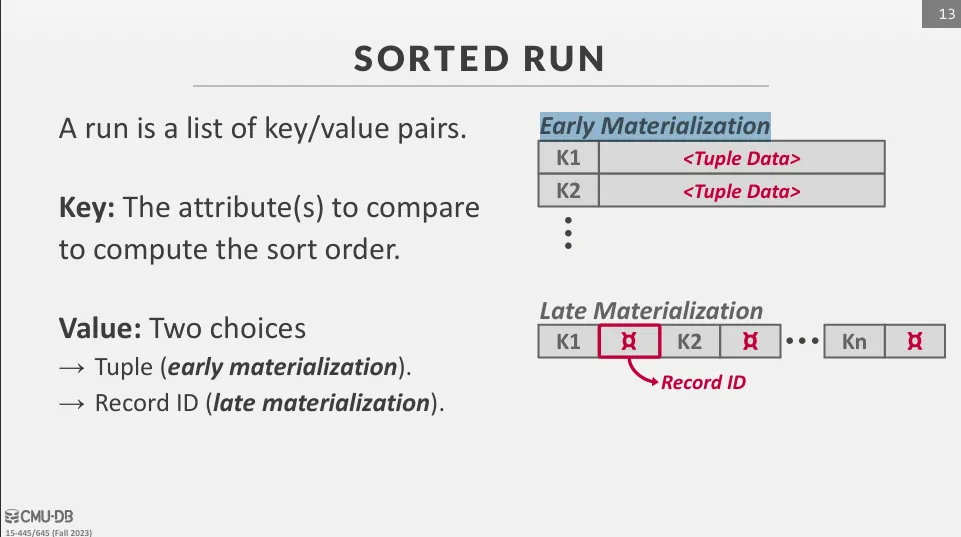 13
SORTED RUN
A run is a list of key/value pairs.
Key: The attribute(s) to compare
to compute the sort order.
Value: Two choices
→ Tuple (early materialization).
→ Record ID (late materialization).
Early Materialization
K1 <Tuple Data>
K2 <Tuple Data>
Late Materialization
K1 ¤ K2 ¤ ••• Kn ¤
Record ID
CMU·DB
15-445/645 (Fall 2023)